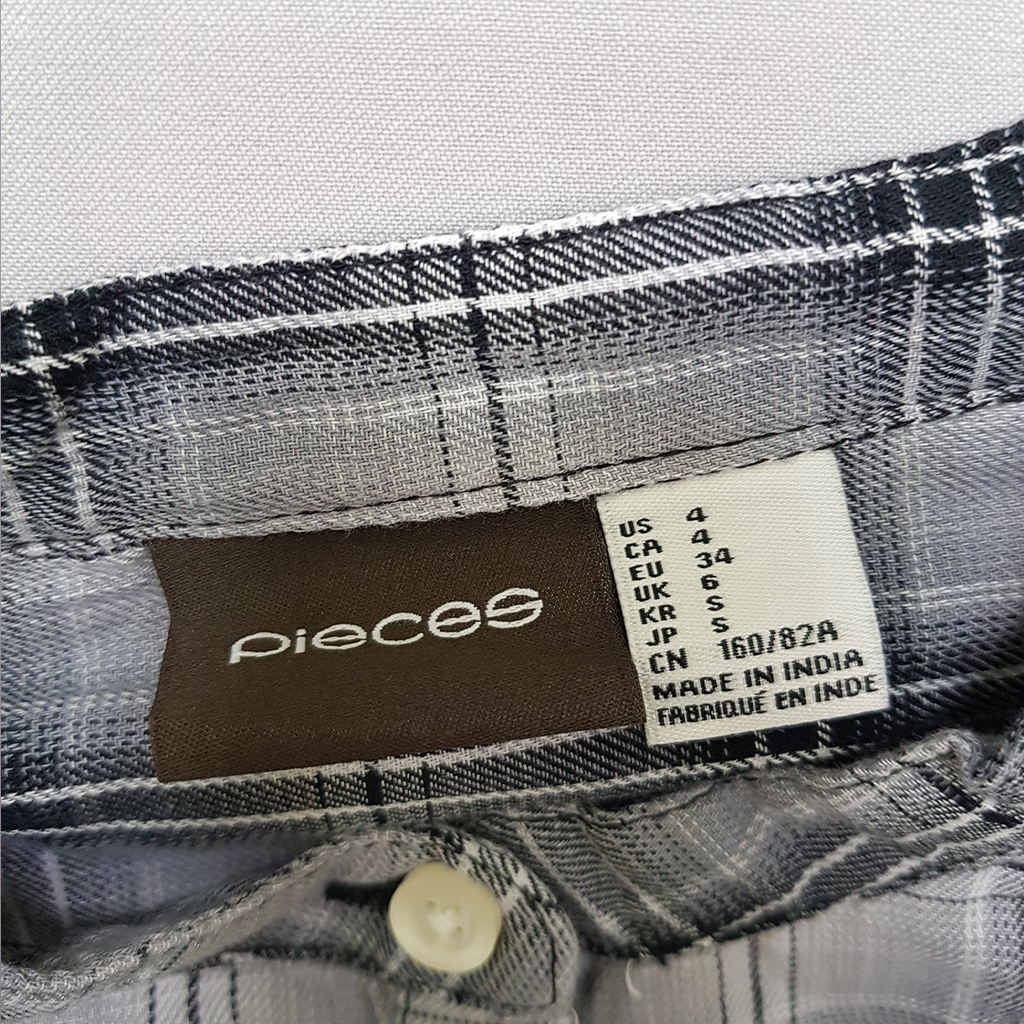 pieces
US 4
CA 4
EU 34
UK 6
KR S
JP S
CN 160/82A
MADE IN INDIA
FABRIQUÉ EN INDE